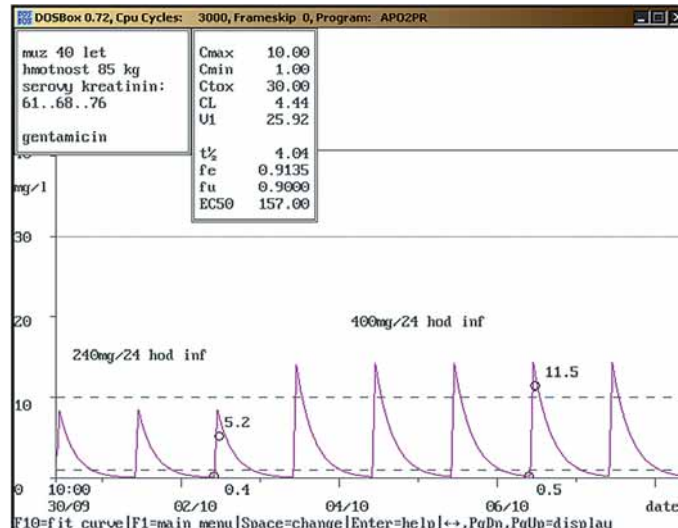 DOSBox 0.72, Cpu Cycles: 3000, Frameskip 0, Program: APO2PR
muz 40 let
hmotnost 85 kg
serovy kreatinin:
61..68..76
gentamicin
Cmax 10.00
Cmin 1.00
Ctox 30.00
CL 4.44
V1 25.92
t½ 4.04
fe 0.9135
fu 0.9000
EC50 157.00
mg/l
30
20
400mg/24 hod inf
240mg/24 hod inf
11.5
10
5.2
0 10:00 0.4 0.5
30/09 02/10 04/10 06/10 date
F10=fit curve|F1=main menu|Space=change|Enter=help|↔,PgDn,PgUp=display